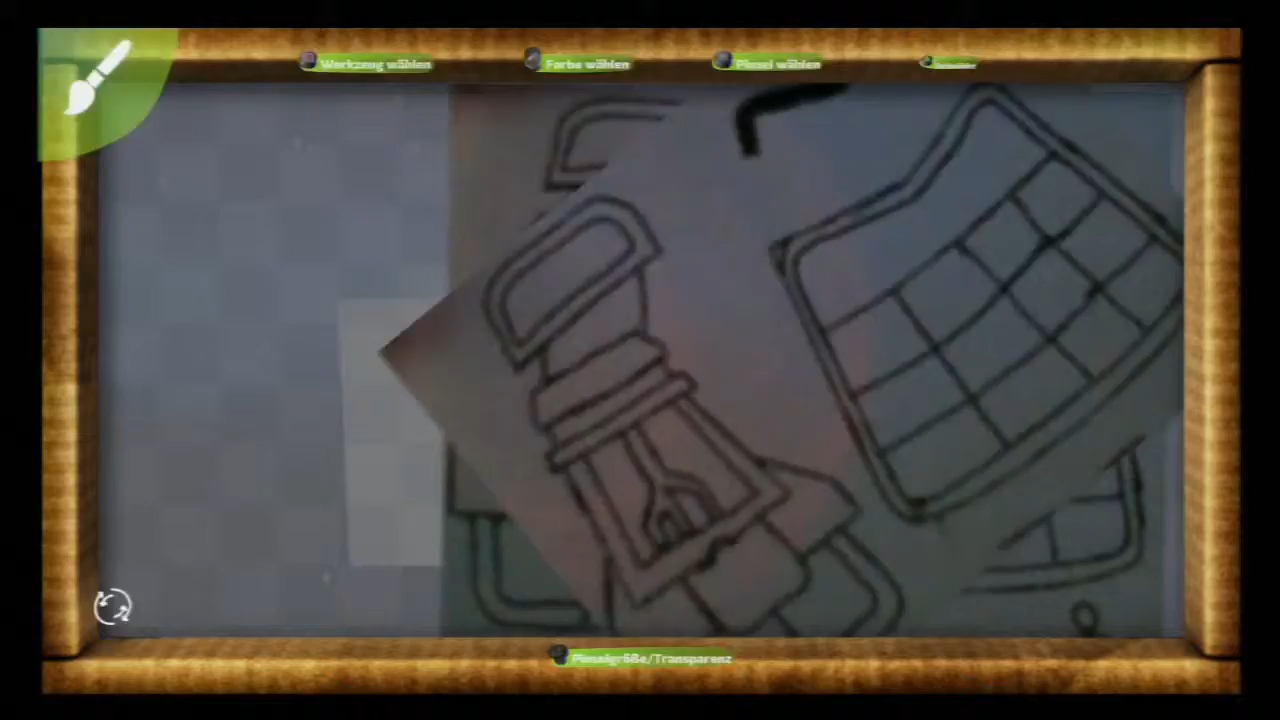 Werkzeug wählen
Farbe wählen
Pinsel wählen
Pinselgröße/Transparenz